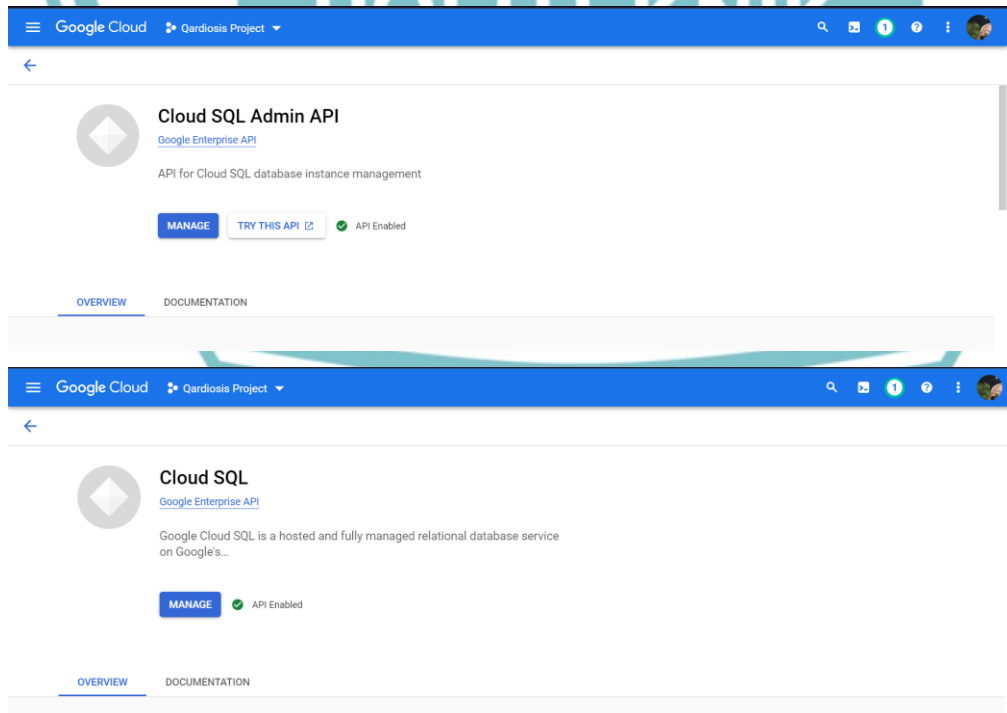 Google Cloud Qardiosis Project 1
Cloud SQL Admin API
Google Enterprise API
API for Cloud SQL database instance management
MANAGE TRY THIS API API Enabled
OVERVIEW DOCUMENTATION
Google Cloud Qardiosis Project 1
Cloud SQL
Google Enterprise API
Google Cloud SQL is a hosted and fully managed relational database service
on Google's...
MANAGE API Enabled
OVERVIEW DOCUMENTATION